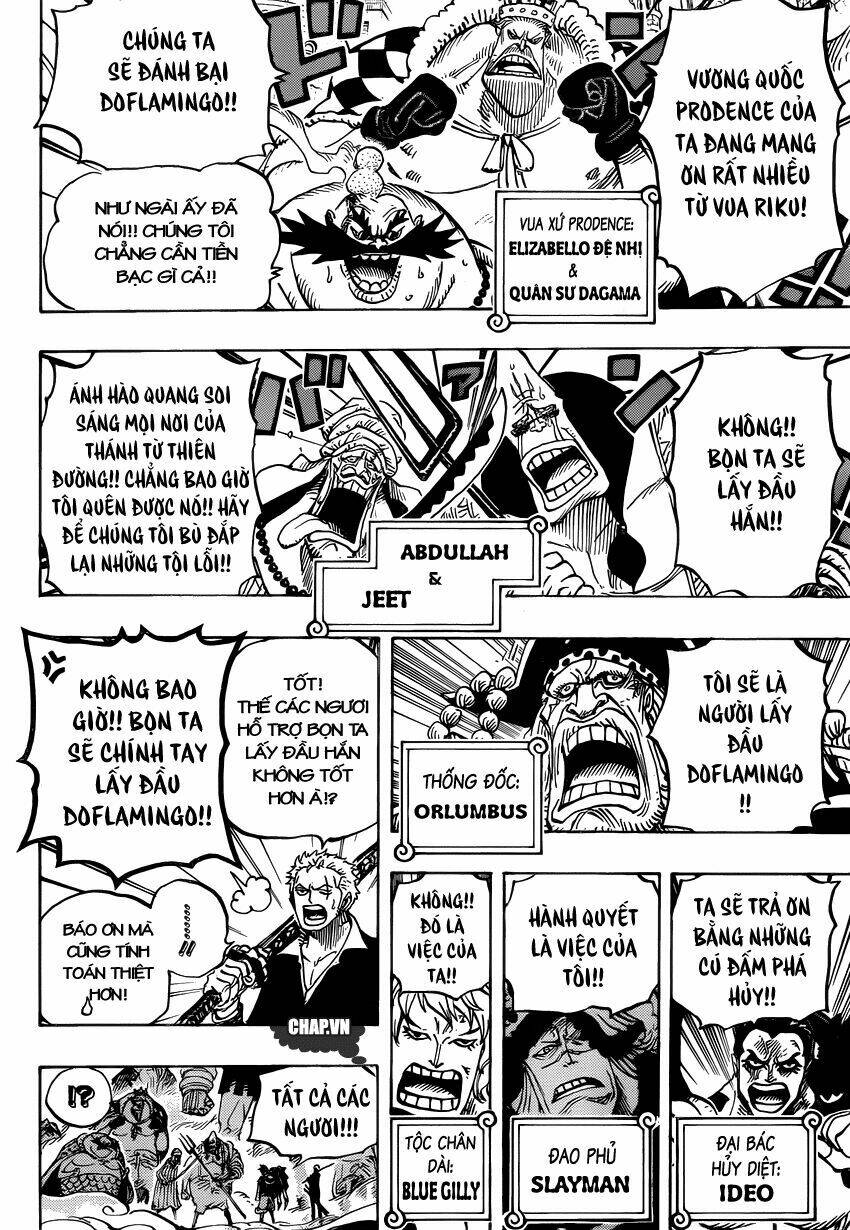 VƯƠNG QUỐC
PRODENCE CỦA
TA ĐANG MANG
ƠN RẤT NHIỀU
TỪ VUA RIKU!
CHÚNG TA
SẼ ĐÁNH BẠI
DOFLAMINGO!!
NHƯ NGÀI ẤY ĐÃ
NÓI!!! CHÚNG TÔI
CHẲNG CẦN TIỀN
BẠC GÌ CẢ!!
VUA XỨ PRODENCE:
ELIZABELLO ĐỆ NHỊ
&
QUÂN SƯ DAGAMA
KHÔNG!!
BỌN TA SẼ
LẤY ĐẦU
HẮN!!
ÁNH HÀO QUANG SOI
SÁNG MỌI NƠI CỦA
THÁNH TỪ THIÊN
ĐƯỜNG!! CHẲNG BAO GIỜ
TÔI QUÊN ĐƯỢC NÓ!! HÃY
ĐỂ CHÚNG TÔI BÙ ĐẮP
LẠI NHỮNG TỘI LỖI!!
ABDULLAH
&
JEET
TÔI SẼ LÀ
NGƯỜI LẤY
ĐẦU
DOFLAMINGO
!!
THỐNG ĐỐC:
ORLUMBUS
TỐT!
THẾ CÁC NGƯƠI
HỖ TRỢ BỌN TA
LẤY ĐẦU HẮN
KHÔNG TỐT
HƠN À!?
KHÔNG BAO
GIỜ!! BỌN TA
SẼ CHÍNH TAY
LẤY ĐẦU
DOFLAMINGO!!
......!!
BÁO ƠN MÀ
CŨNG TÍNH
TOÁN THIỆT
HƠN!
CHAP.VN
TA SẼ TRẢ ƠN
BẰNG NHỮNG
CÚ ĐẤM PHÁ
HỦY!!
ĐẠI BÁC
HỦY DIỆT:
IDEO
HÀNH QUYẾT
LÀ VIỆC CỦA
TÔI!!
ĐAO PHỦ
SLAYMAN
KHÔNG!!
ĐÓ LÀ
VIỆC CỦA
TA!!
TỘC CHÂN
DÀI:
BLUE GILLY
TẤT CẢ CÁC
NGƯỜI!!!
!?